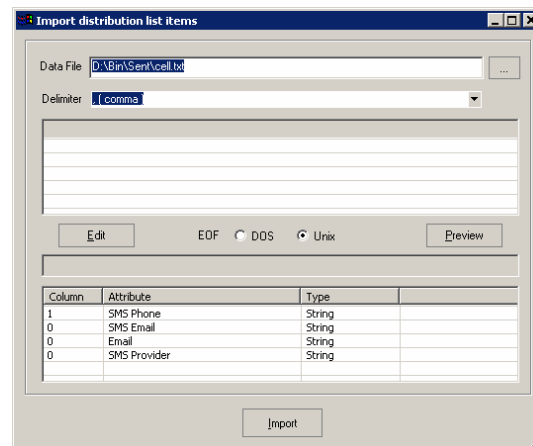 Import distribution list items
Data File D:\Bin\Sent\cell.txt ...
Delimiter , ( comma )
Edit EOF DOS Unix Preview
Column Attribute Type
1 SMS Phone String
0 SMS Email String
0 Email String
0 SMS Provider String
Import